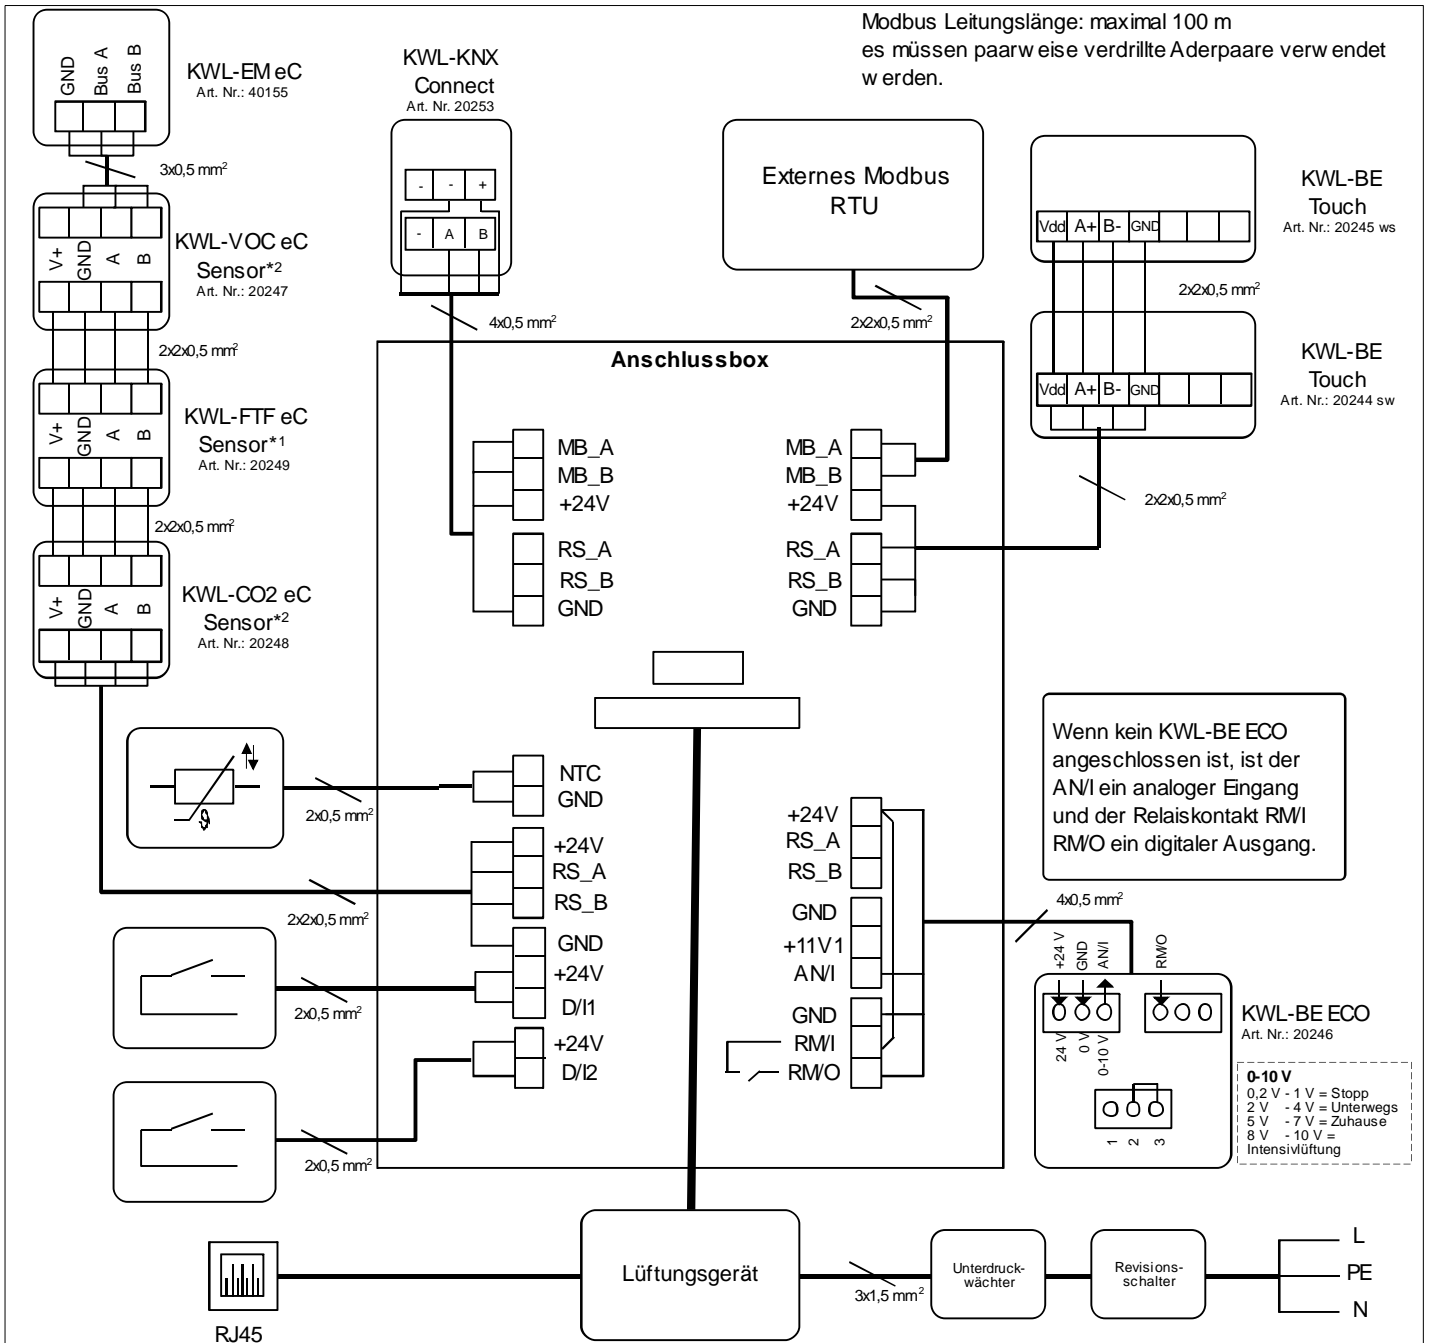 Modbus Leitungslänge: maximal 100 m
es müssen paarweise verdrillte Aderpaare verwendet
werden.
GND
Bus A
Bus B
KWL-EM eC
Art. Nr.: 40155
3x0,5 mm²
V+
GND
A
B
KWL-VOC eC
Sensor*²
Art. Nr.: 20247
2x2x0,5 mm²
V+
GND
A
B
KWL-FTF eC
Sensor*¹
Art. Nr.: 20249
2x2x0,5 mm²
V+
GND
A
B
KWL-CO2 eC
Sensor*²
Art. Nr.: 20248
KWL-KNX
Connect
Art. Nr. 20253
- - +
- A B
4x0,5 mm²
Externes Modbus
RTU
2x2x0,5 mm²
Vdd A+ B- GND
KWL-BE
Touch
Art. Nr.: 20245 ws
2x2x0,5 mm²
Vdd A+ B- GND
KWL-BE
Touch
Art. Nr.: 20244 sw
2x2x0,5 mm²
Anschlussbox
MB_A
MB_B
+24V
RS_A
RS_B
GND
MB_A
MB_B
+24V
RS_A
RS_B
GND
ϑ
2x0,5 mm²
NTC
GND
2x2x0,5 mm²
+24V
RS_A
RS_B
GND
2x0,5 mm²
+24V
D/I1
2x0,5 mm²
+24V
D/I2
+24V
RS_A
RS_B
GND
+11V1
AN/I
GND
RM/I
RM/O
Wenn kein KWL-BE ECO
angeschlossen ist, ist der
AN/I ein analoger Eingang
und der Relaiskontakt RM/I
RM/O ein digitaler Ausgang.
4x0,5 mm²
+24 V
GND
AN/I
RM/O
24 V
0 V
0-10 V
1
2
3
KWL-BE ECO
Art. Nr.: 20246
0-10 V
0,2 V - 1 V = Stopp
2 V - 4 V = Unterwegs
5 V - 7 V = Zuhause
8 V - 10 V =
Intensivlüftung
RJ45
Lüftungsgerät
3x1,5 mm²
Unterdruck-
wächter
Revisions-
schalter
L
PE
N